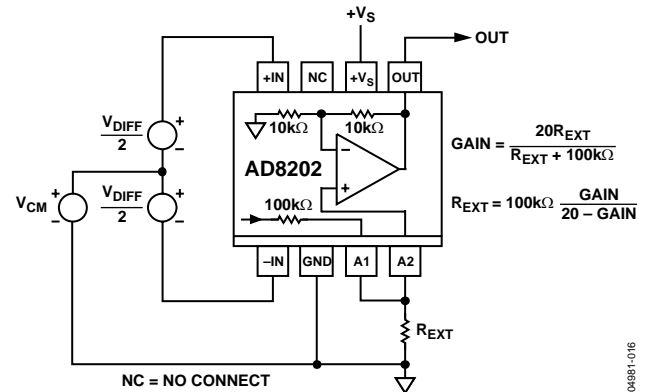 +VS
OUT
+IN
NC
+VS
OUT
10kΩ
10kΩ
VDIFF
2
+
−
AD8202
−
+
GAIN = 20REXT / REXT + 100kΩ
VCM
+
−
VDIFF
2
+
−
100kΩ
REXT = 100kΩ GAIN / 20 – GAIN
–IN
GND
A1
A2
REXT
NC = NO CONNECT
04981-016